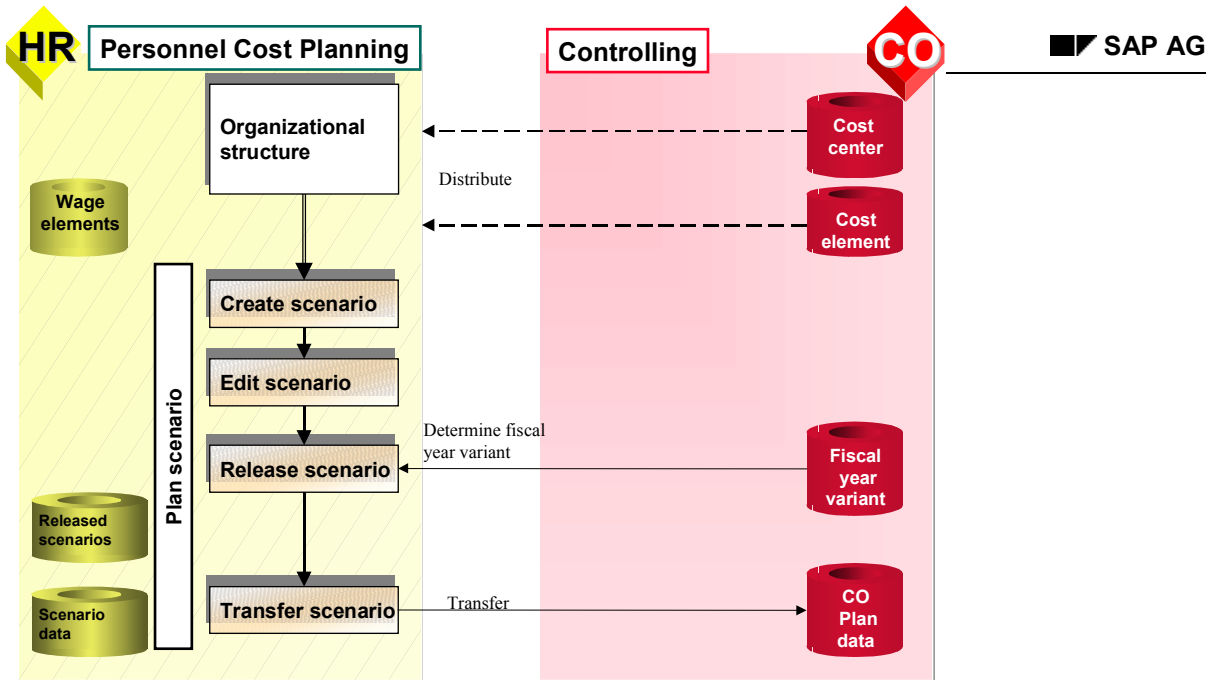 HR
Personnel Cost Planning
Controlling
CO
SAP AG
Organizational
structure
Cost
center
Distribute
Wage
elements
Cost
element
Create scenario
Edit scenario
Plan scenario
Determine fiscal
year variant
Release scenario
Fiscal
year
variant
Released
scenarios
Transfer scenario
Transfer
CO
Plan
data
Scenario
data